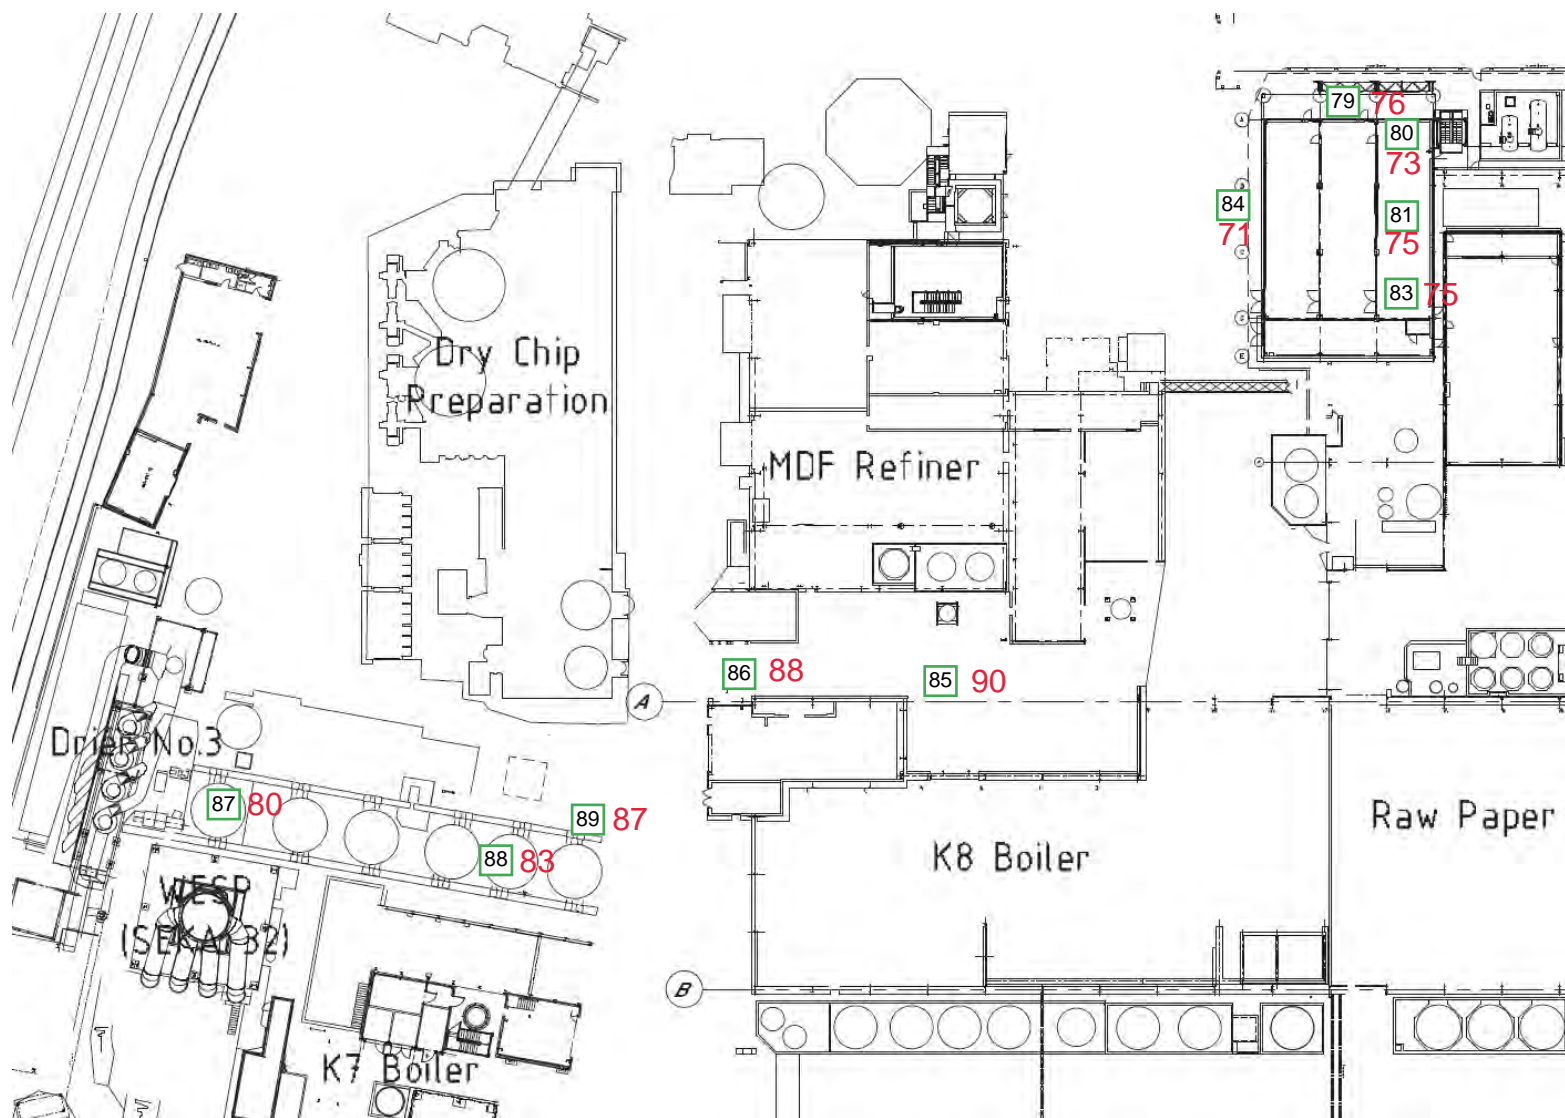 79 76
80
73
84
71
81
75
83 75
Dry Chip
Preparation
MDF Refiner
86 88
85 90
A
Drier No.3
87 80
89 87
88 83
Raw Paper
K8 Boiler
WESP
B
K7 Boiler